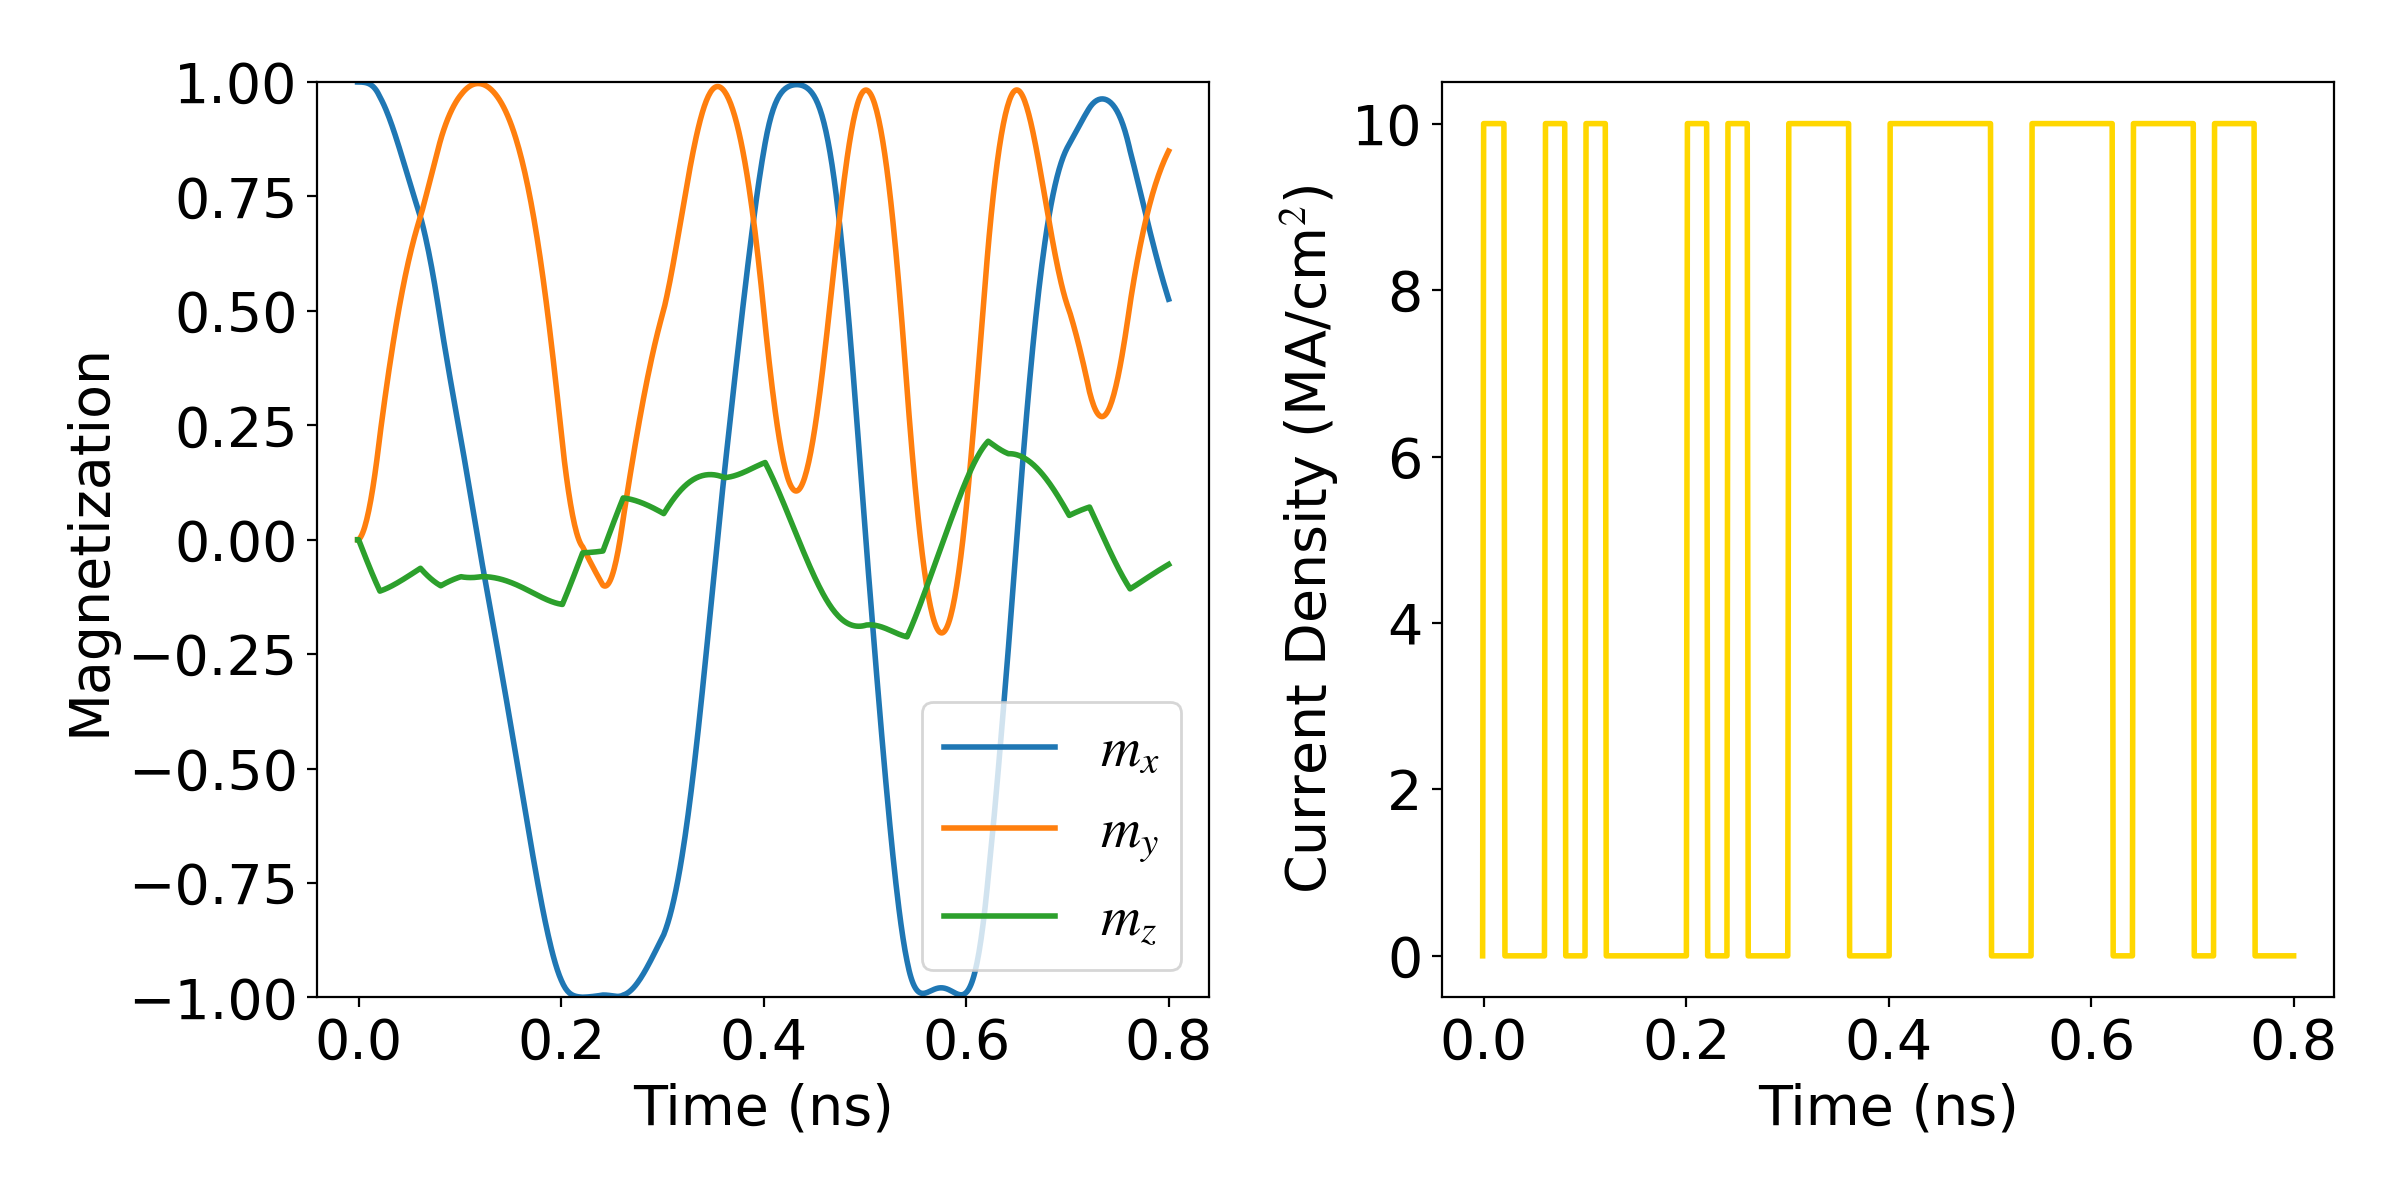 Magnetization
1.00
0.75
0.50
0.25
0.00
−0.25
−0.50
−0.75
−1.00
0.0 0.2 0.4 0.6 0.8
Time (ns)
m_x
m_y
m_z
Current Density (MA/cm²)
10
8
6
4
2
0
0.0 0.2 0.4 0.6 0.8
Time (ns)